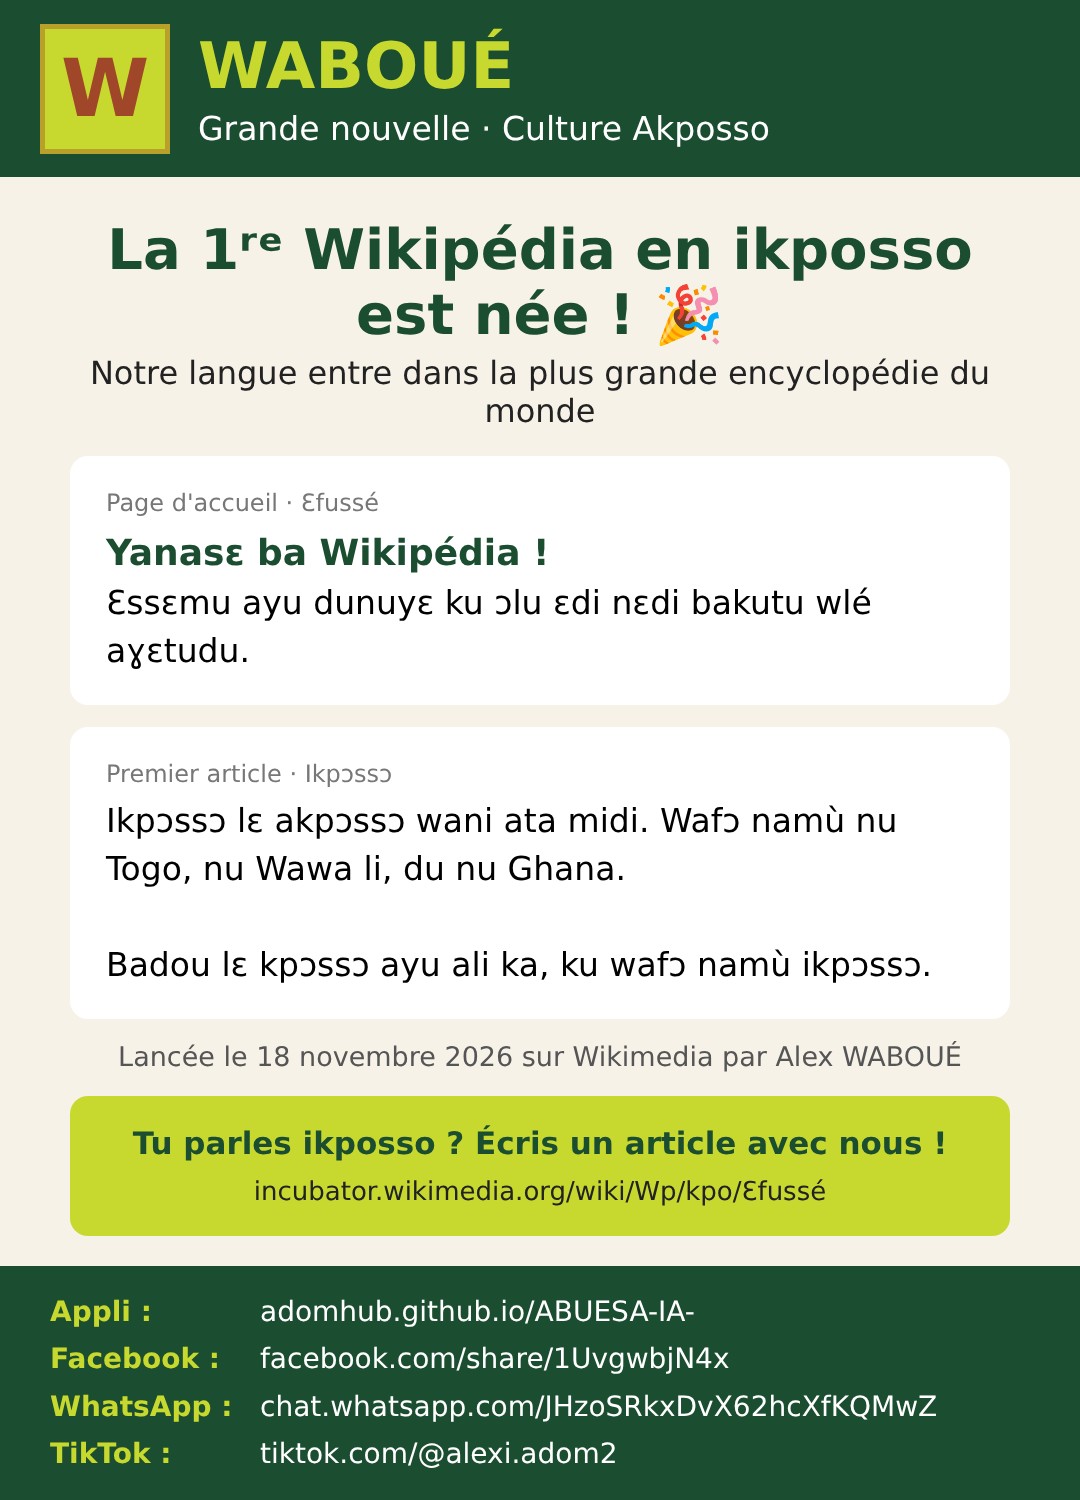 W
WABOUÉ
Grande nouvelle · Culture Akposso
La 1ʳᵉ Wikipédia en ikposso
est née ! 🎉
Notre langue entre dans la plus grande encyclopédie du
monde
Page d'accueil · Ɛfussé
Yanasɛ ba Wikipédia !
Ɛssɛmu ayu dunuyɛ ku ɔlu ɛdi nɛdi bakutu wlé
aɣɛtudu.
Premier article · Ikpɔssɔ
Ikpɔssɔ lɛ akpɔssɔ wani ata midi. Wafɔ namù nu
Togo, nu Wawa li, du nu Ghana.
Badou lɛ kpɔssɔ ayu ali ka, ku wafɔ namù ikpɔssɔ.
Lancée le 18 novembre 2026 sur Wikimedia par Alex WABOUÉ
Tu parles ikposso ? Écris un article avec nous !
incubator.wikimedia.org/wiki/Wp/kpo/Ɛfussé
Appli : adomhub.github.io/ABUESA-IA-
Facebook : facebook.com/share/1UvgwbjN4x
WhatsApp : chat.whatsapp.com/JHzoSRkxDvX62hcXfKQMwZ
TikTok : tiktok.com/@alexi.adom2